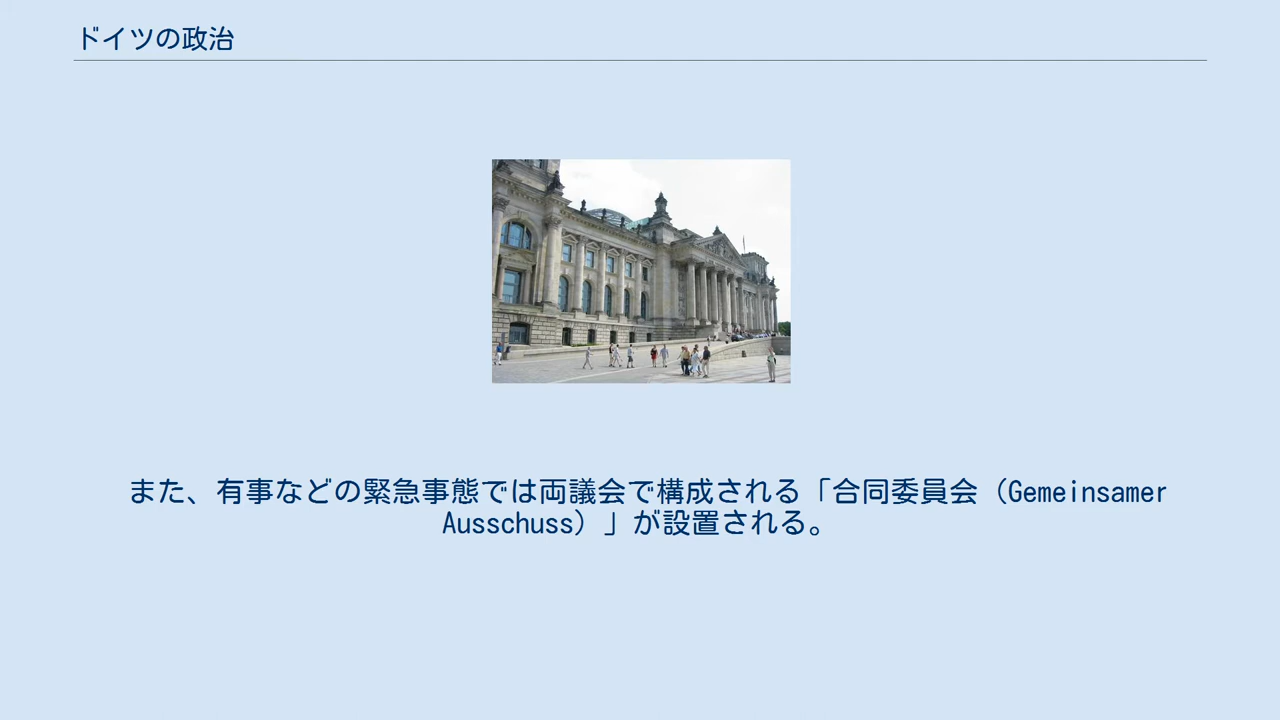 ドイツの政治
また、有事などの緊急事態では両議会で構成される「合同委員会（Gemeinsamer
Ausschuss）」が設置される。